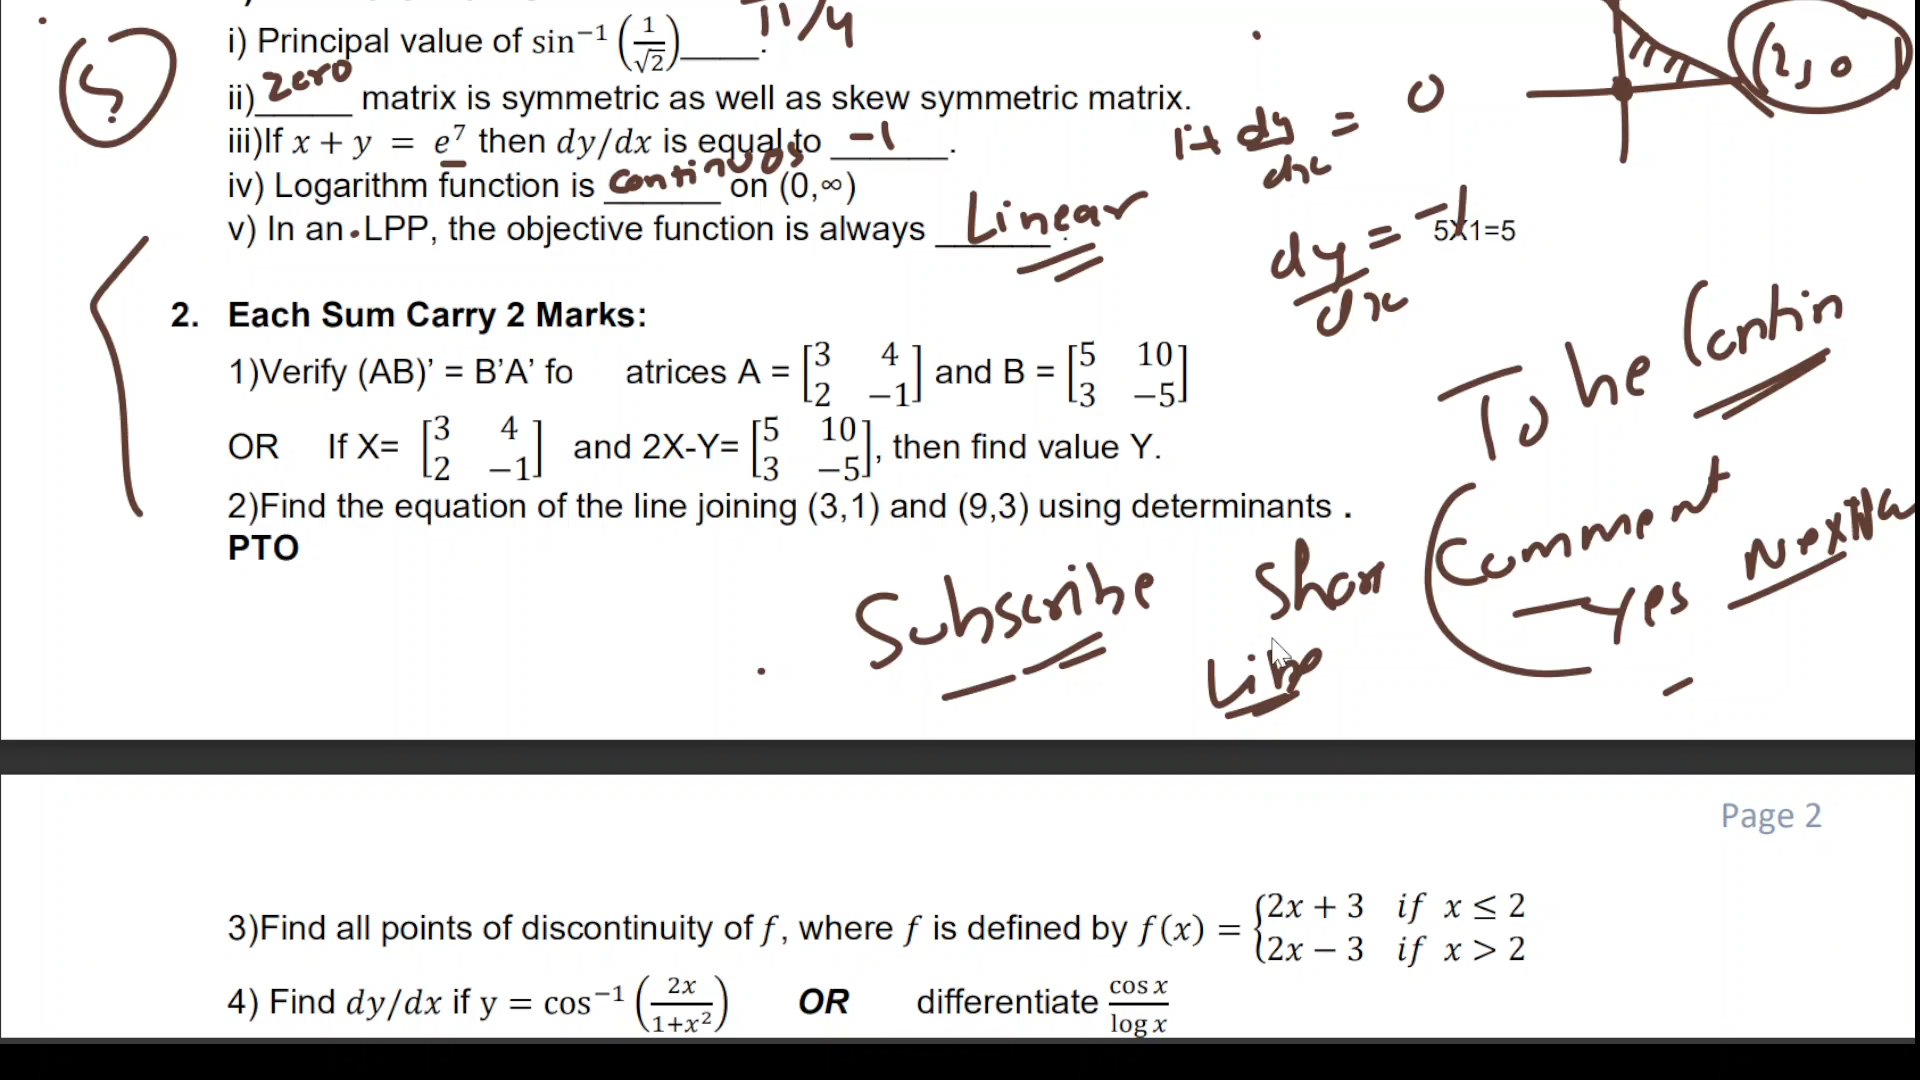 π/4
i) Principal value of sin⁻¹ (1/√2)____.
(2,0)
5
ii) zero matrix is symmetric as well as skew symmetric matrix.
0
iii)If x + y = e⁷ then dy/dx is equal to -1.
1+ dy/dx = 0
iv) Logarithm function is continuos on (0,∞)
v) In an LPP, the objective function is always Linear.
dy/dx = -1
5X1=5
2. Each Sum Carry 2 Marks:
To be Contin
1)Verify (AB)’ = B’A’ fo atrices A = [3 4 2 −1] and B = [5 10 3 −5]
OR If X= [3 4 2 −1] and 2X-Y= [5 10 3 −5], then find value Y.
2)Find the equation of the line joining (3,1) and (9,3) using determinants .
PTO
Comment
Yes
Subscribe
Like
Page 2
3)Find all points of discontinuity of f, where f is defined by f(x) = {2x + 3 if x ≤ 2
2x − 3 if x > 2
4) Find dy/dx if y = cos⁻¹ (2x/1+x²) OR differentiate cos x/log x